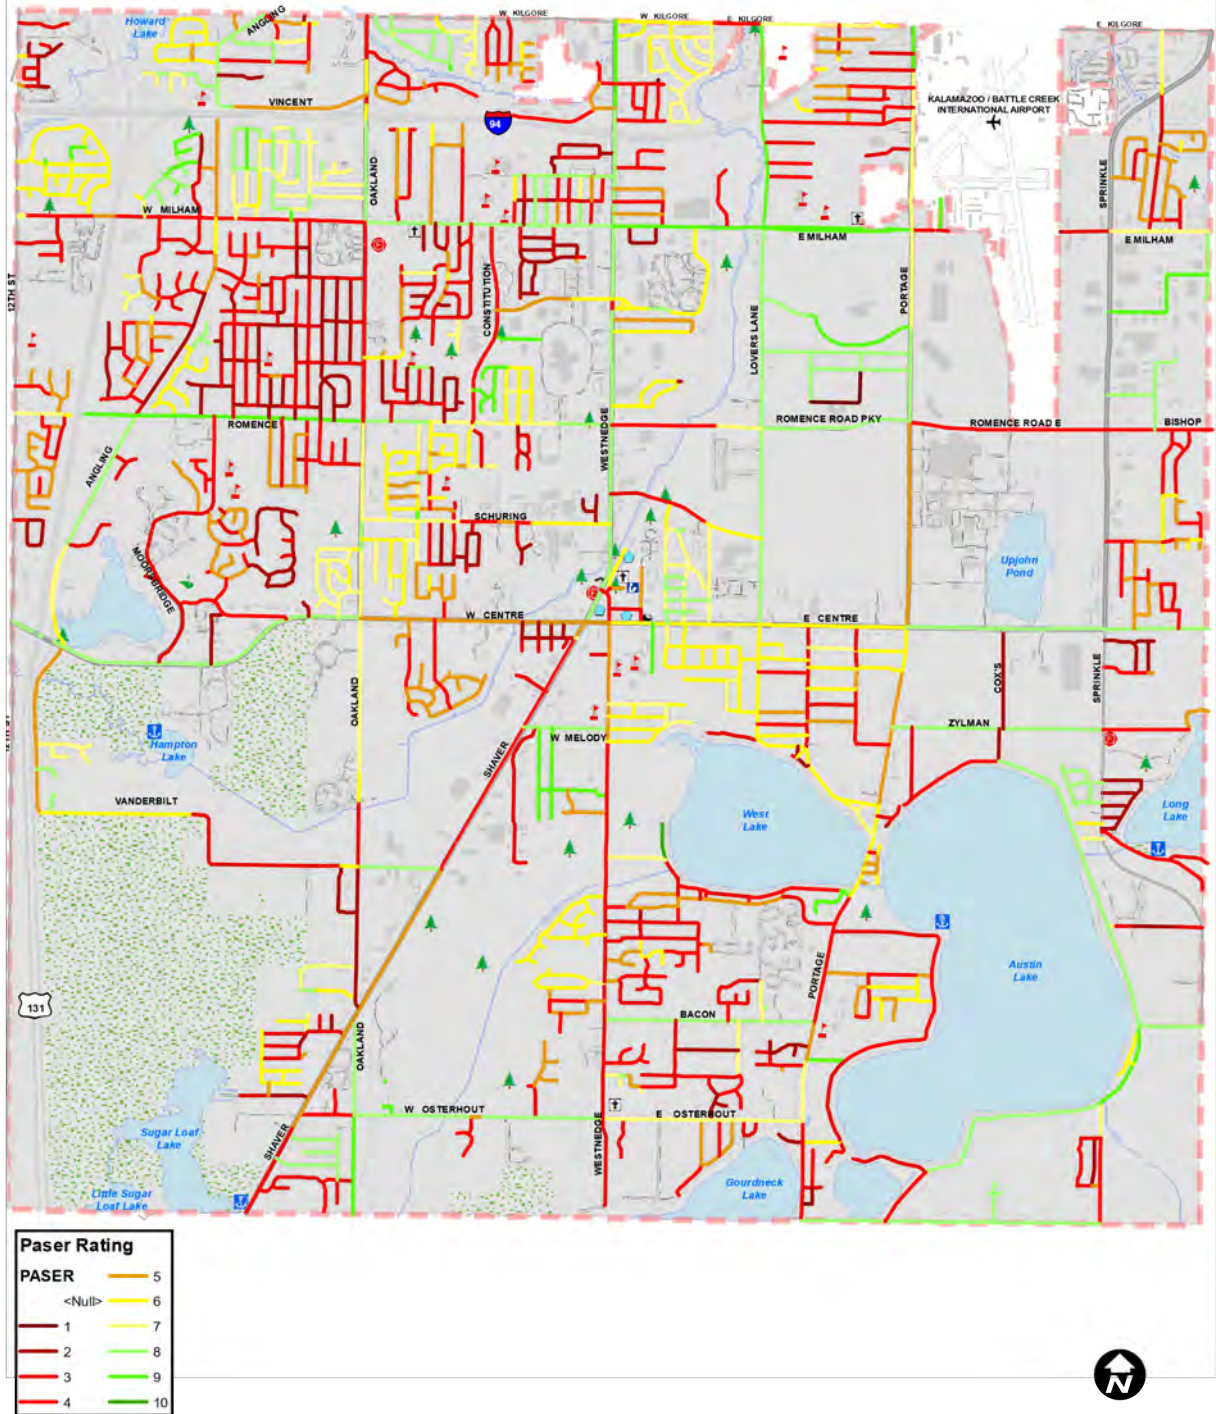 W KILGORE
W KILGORE
E KILGORE
E KILGORE
Howard
Lake
ANGLING
VINCENT
94
KALAMAZOO / BATTLE CREEK
INTERNATIONAL AIRPORT
OAKLAND
SPRINKLE
W MILHAM
E MILHAM
E MILHAM
12TH ST
CONSTITUTION
PORTAGE
LOVERS LANE
WESTNEDGE
ROMENCE
ROMENCE ROAD PKY
ROMENCE ROAD E
BISHOP
ANGLING
SCHURING
MOORSBRIDGE
Upjohn
Pond
W CENTRE
E CENTRE
OAKLAND
COX'S
SPRINKLE
12TH ST
ZYLMAN
W MELODY
Hampton
Lake
SHAVER
VANDERBILT
West
Lake
Long
Lake
131
PORTAGE
Austin
Lake
BACON
OAKLAND
W OSTERHOUT
E OSTERHOUT
WESTNEDGE
SHAVER
Sugar Loaf
Lake
Little Sugar
Loaf Lake
Gourdneck
Lake
Paser Rating
PASER
<Null>
1
2
3
4
5
6
7
8
9
10
N